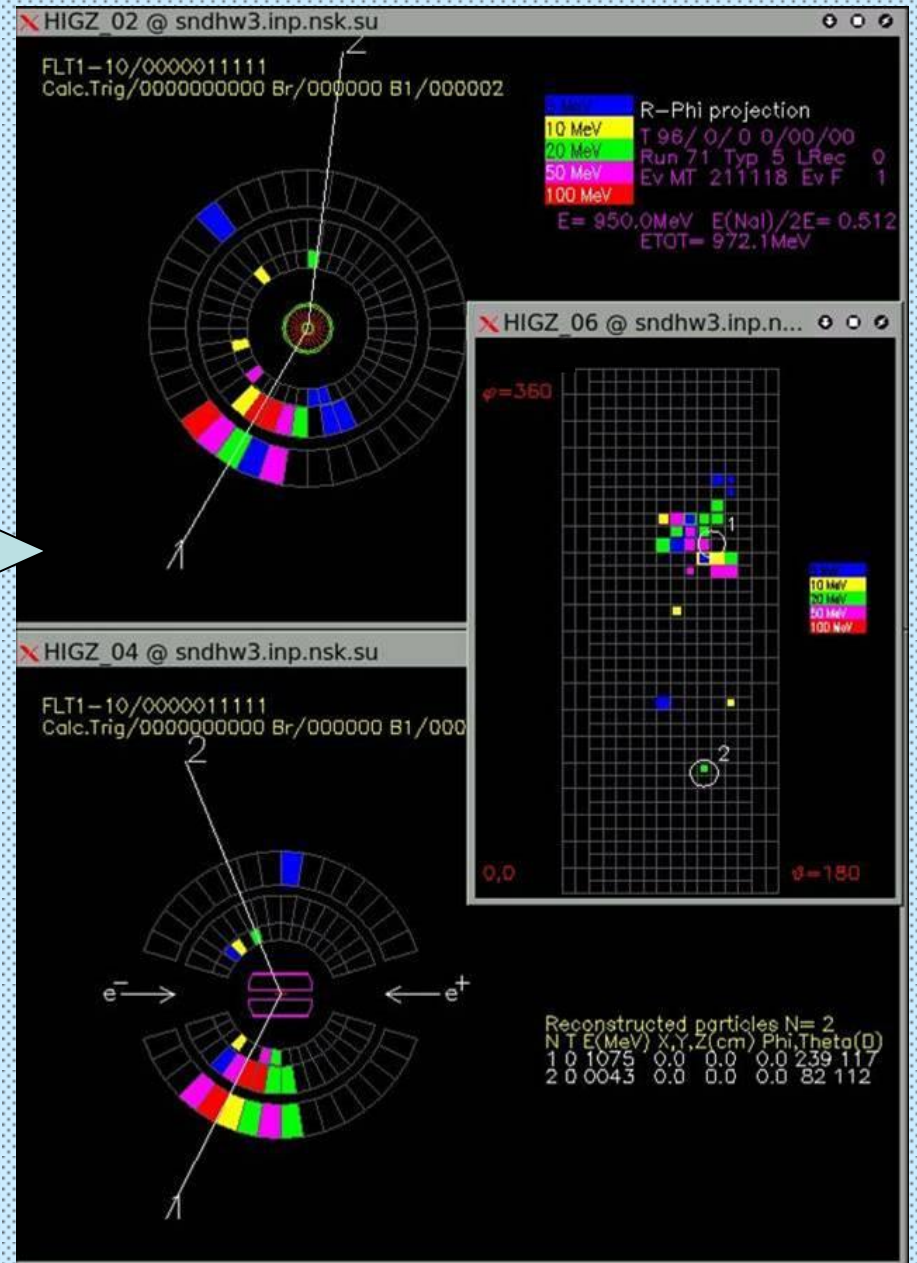 HIGZ_02 @ sndhw3.inp.nsk.su
FLT1-10/0000011111
Calc.Trig/0000000000 Br/000000 B1/000002
2
10 MeV
20 MeV
50 MeV
100 MeV
R-Phi projection
T 96/ 0/ 0 0/00/00
Run 71 Typ 5 LRec 0
Ev MT 211118 Ev F 1
E= 950.0MeV E(NaI)/2E= 0.512
ETOT= 972.1MeV
1
HIGZ_06 @ sndhw3.inp.n...
φ=360
1
10 MeV
20 MeV
50 MeV
100 MeV
2
0,0
ϑ=180
HIGZ_04 @ sndhw3.inp.nsk.su
FLT1-10/0000011111
Calc.Trig/0000000000 Br/000000 B1/000
2
e-
e+
1
Reconstructed particles N= 2
N T E(MeV) X,Y,Z(cm) Phi,Theta(D)
1 0 1075 0.0 0.0 0.0 239 117
2 0 0043 0.0 0.0 0.0 82 112